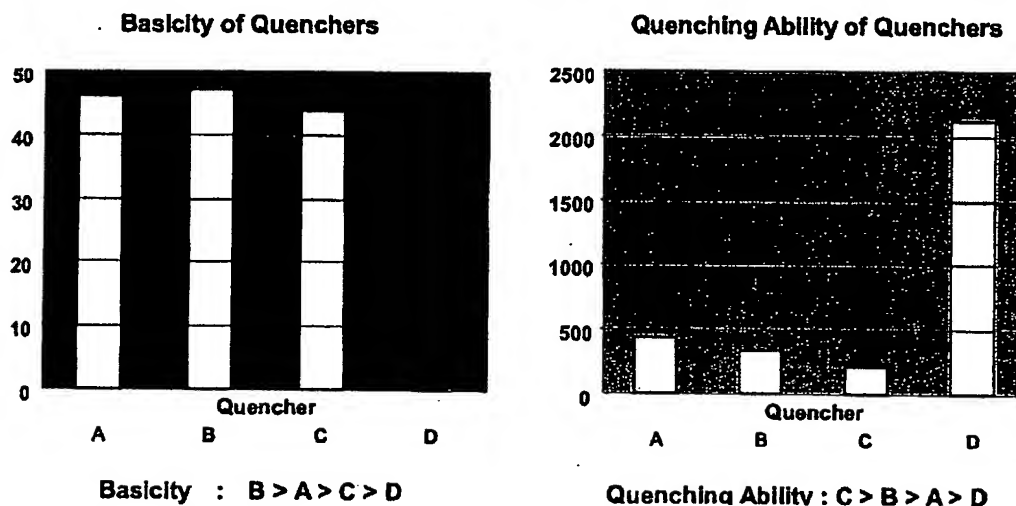 Basicity of Quenchers
50
40
30
20
10
0
Quencher
A B C D
Basicity : B > A > C > D
Quenching Ability of Quenchers
2500
2000
1500
1000
500
0
Quencher
A B C D
Quenching Ability : C > B > A > D